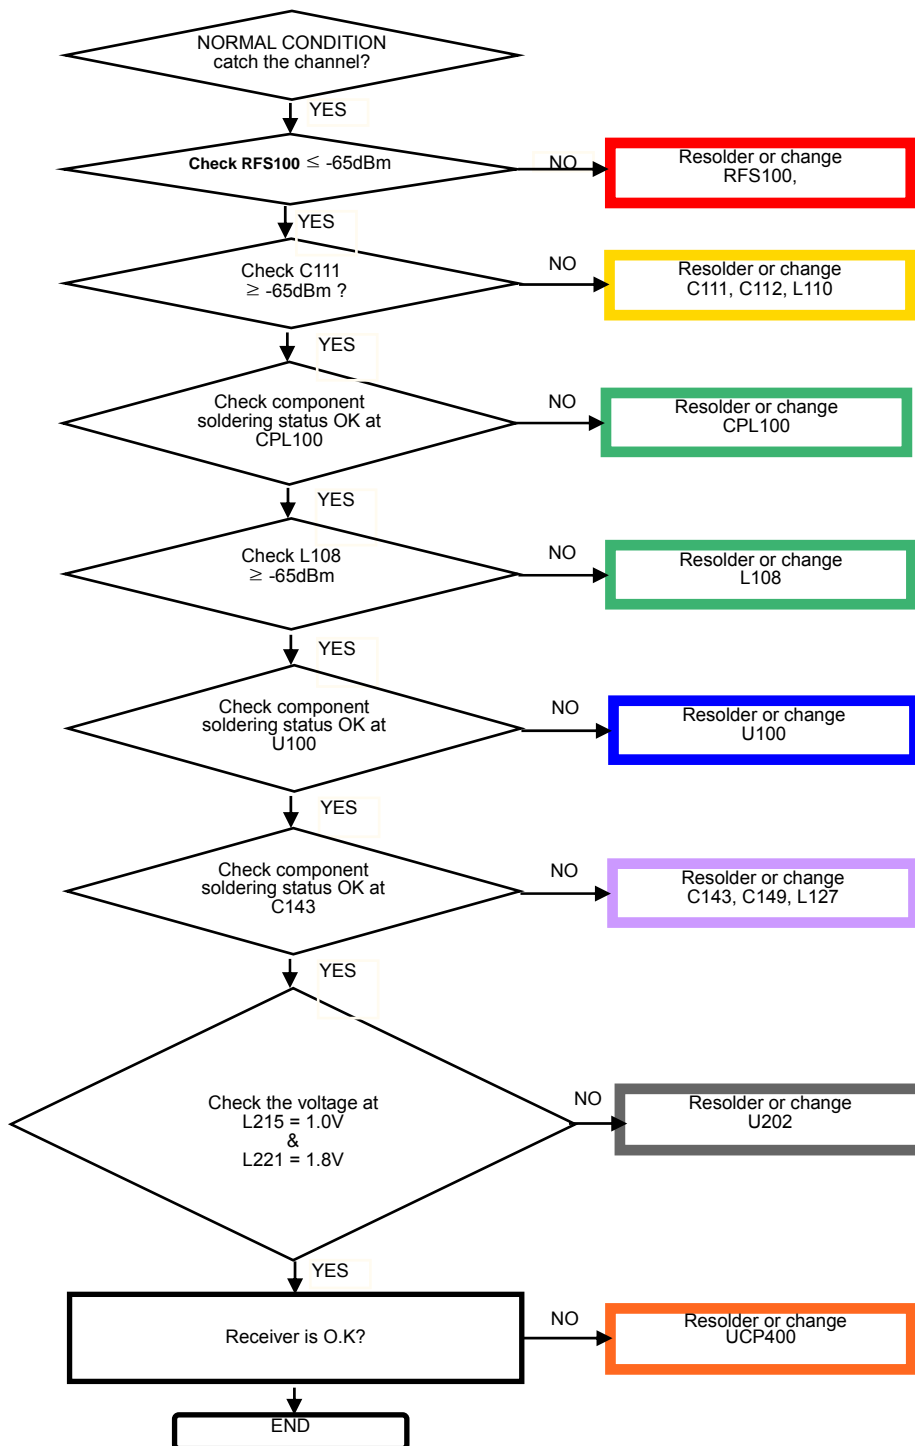 NORMAL CONDITION
catch the channel?
YES
Check RFS100 ≤ -65dBm
NO
Resolder or change
RFS100,
YES
Check C111
≥ -65dBm ?
NO
Resolder or change
C111, C112, L110
YES
Check component
soldering status OK at
CPL100
NO
Resolder or change
CPL100
YES
Check L108
≥ -65dBm
NO
Resolder or change
L108
YES
Check component
soldering status OK at
U100
NO
Resolder or change
U100
YES
Check component
soldering status OK at
C143
NO
Resolder or change
C143, C149, L127
YES
Check the voltage at
L215 = 1.0V
&
L221 = 1.8V
NO
Resolder or change
U202
YES
Receiver is O.K?
NO
Resolder or change
UCP400
END